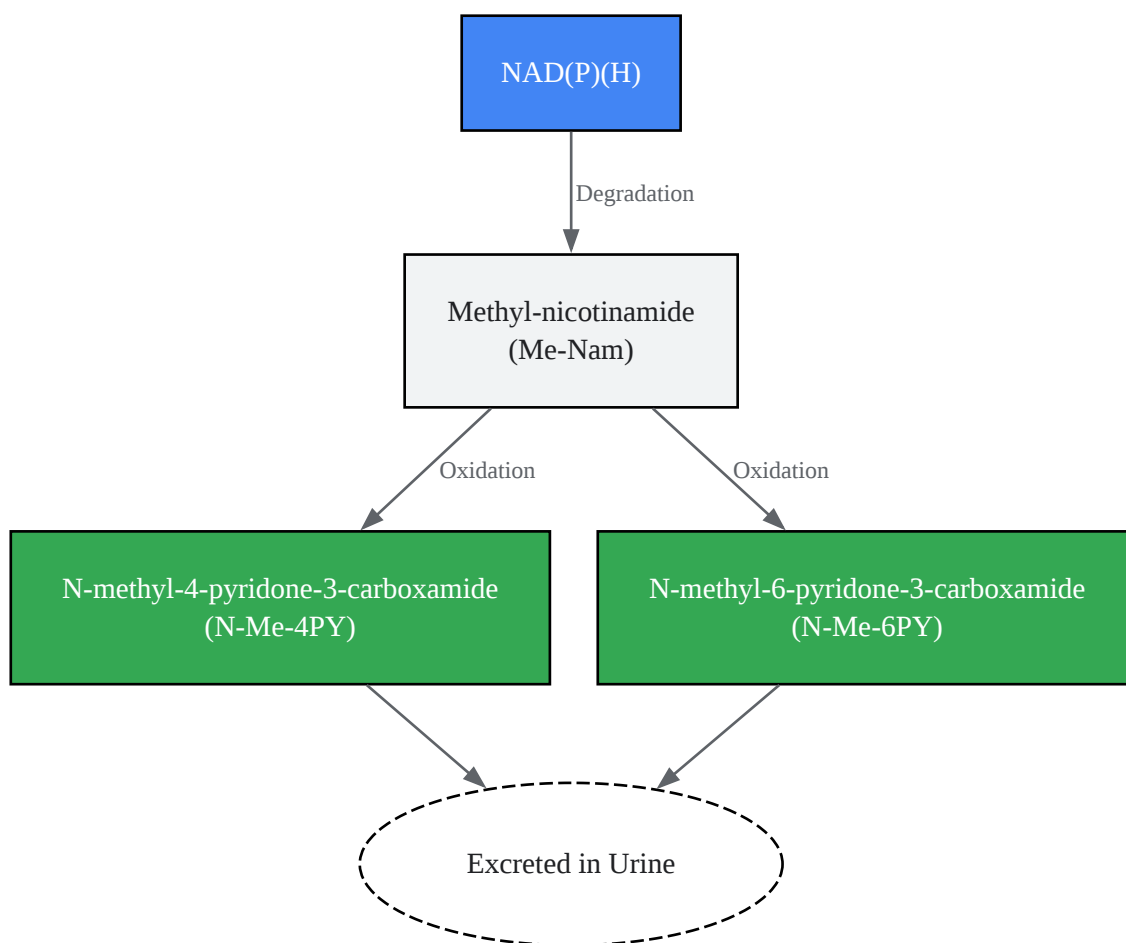 NAD(P)(H)
Degradation
Methyl-nicotinamide
(Me-Nam)
Oxidation
Oxidation
N-methyl-4-pyridone-3-carboxamide
(N-Me-4PY)
N-methyl-6-pyridone-3-carboxamide
(N-Me-6PY)
Excreted in Urine